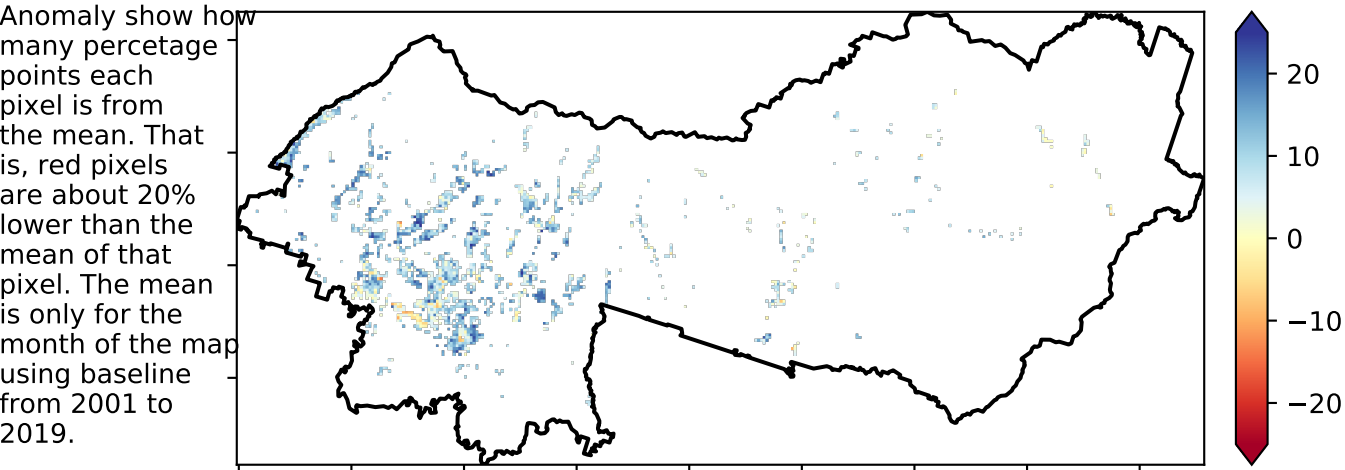 Anomaly show how
many percetage
points each
pixel is from
the mean. That
is, red pixels
are about 20%
lower than the
mean of that
pixel. The mean
is only for the
month of the map
using baseline
from 2001 to
2019.
20
10
0
−10
−20